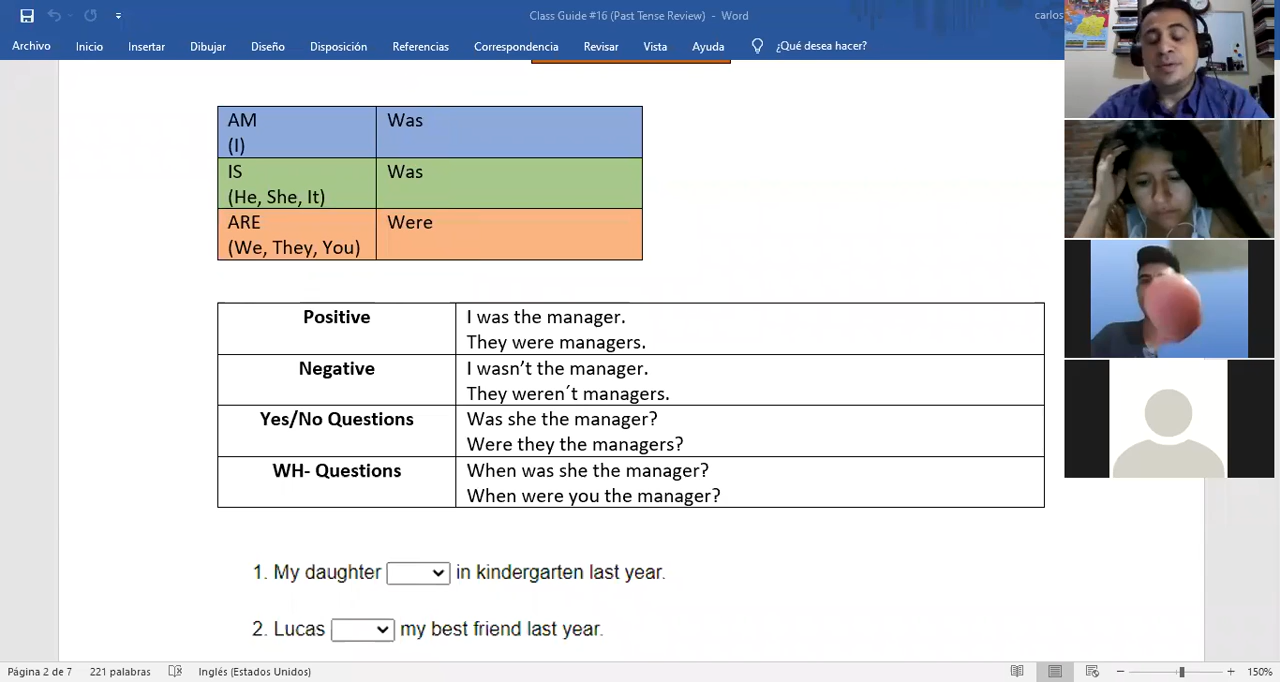 Class Guide #16 (Past Tense Review) - Word
carlos
Archivo Inicio Insertar Dibujar Diseño Disposición Referencias Correspondencia Revisar Vista Ayuda ¿Qué desea hacer?
AM Was
(I)
IS Was
(He, She, It)
ARE Were
(We, They, You)
Positive I was the manager.
They were managers.
Negative I wasn’t the manager.
They weren´t managers.
Yes/No Questions Was she the manager?
Were they the managers?
WH- Questions When was she the manager?
When were you the manager?
1. My daughter in kindergarten last year.
2. Lucas my best friend last year.
Página 2 de 7 221 palabras Inglés (Estados Unidos) 150%